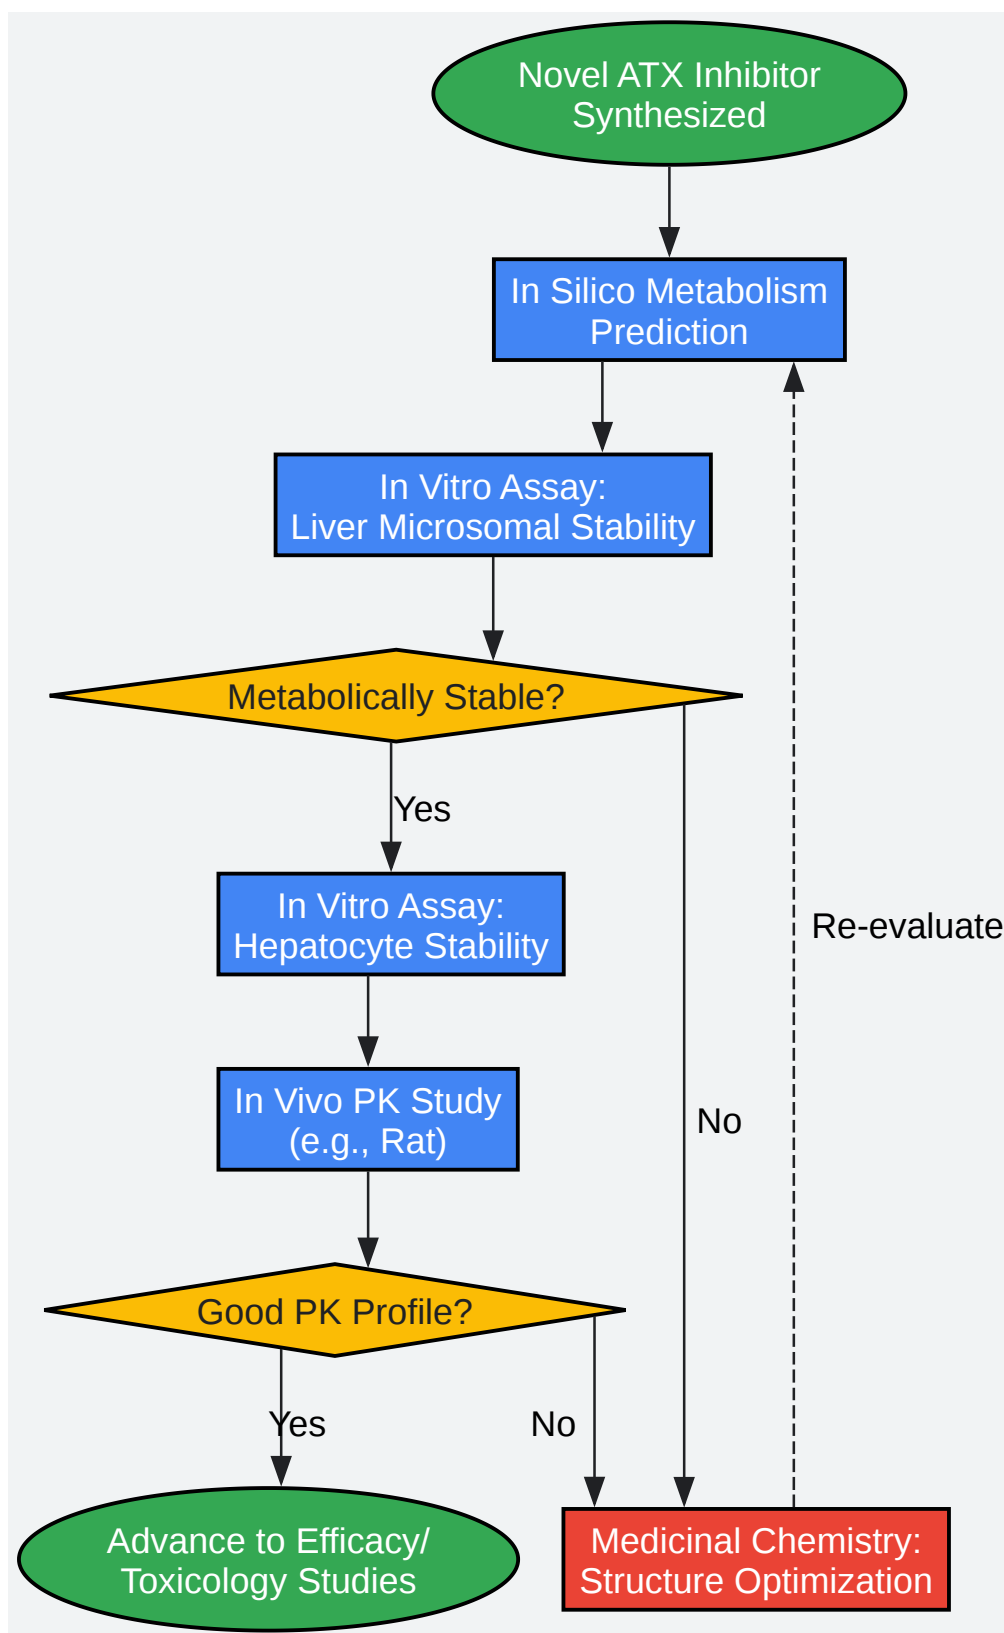 Novel ATX Inhibitor
Synthesized
In Silico Metabolism
Prediction
In Vitro Assay:
Liver Microsomal Stability
Metabolically Stable?
Yes
In Vitro Assay:
Hepatocyte Stability
Re-evaluate
In Vivo PK Study
(e.g., Rat)
No
Good PK Profile?
Yes
No
Advance to Efficacy/
Toxicology Studies
Medicinal Chemistry:
Structure Optimization